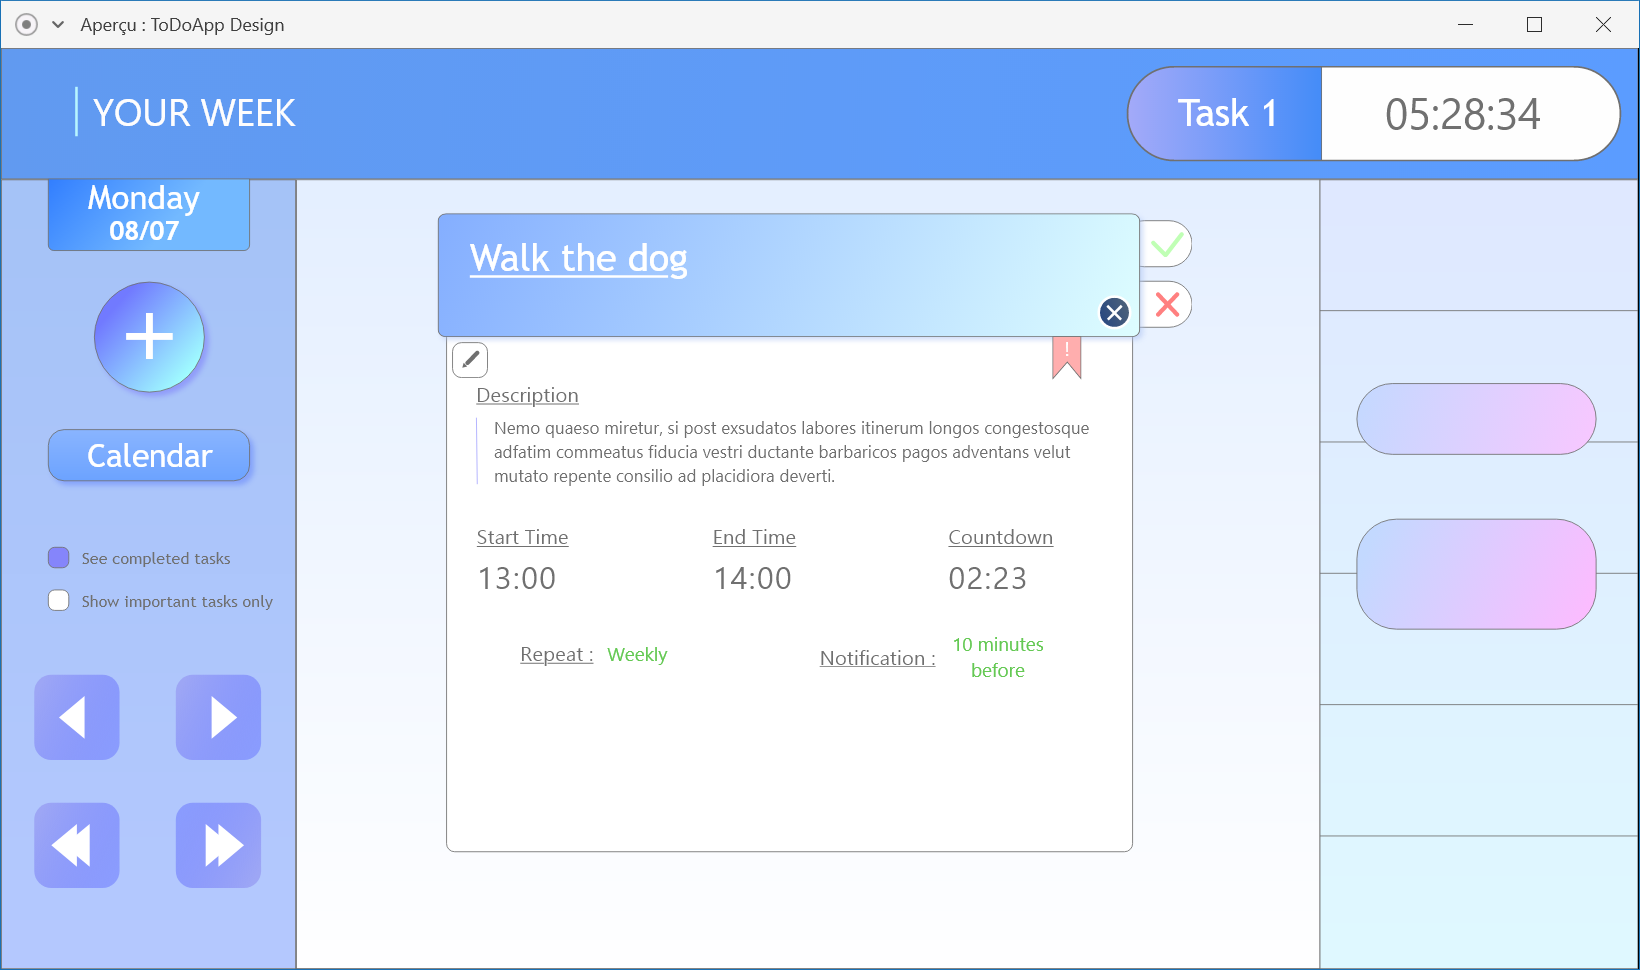 Aperçu : ToDoApp Design
YOUR WEEK
Task 1
05:28:34
Monday
08/07
Calendar
See completed tasks
Show important tasks only
Walk the dog
!
Description
Nemo quaeso miretur, si post exsudatos labores itinerum longos congestosque
adfatim commeatus fiducia vestri ductante barbaricos pagos adventans velut
mutato repente consilio ad placidiora deverti.
Start Time
End Time
Countdown
13:00
14:00
02:23
Repeat :
Weekly
Notification :
10 minutes
before